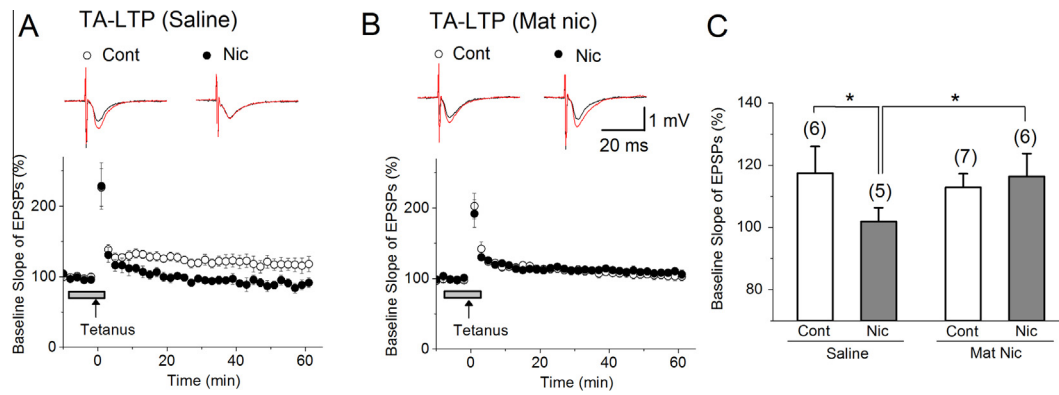 A
TA-LTP (Saline)
Cont
Nic
Baseline Slope of EPSPs (%)
200
100
0
Tetanus
0
20
40
60
Time (min)
B
TA-LTP (Mat nic)
Cont
Nic
1 mV
20 ms
Baseline Slope of EPSPs (%)
200
100
0
Tetanus
0
20
40
60
Time (min)
C
Baseline Slope of EPSPs (%)
140
120
100
80
*
*
(6)
(5)
(7)
(6)
Cont
Nic
Cont
Nic
Saline
Mat Nic